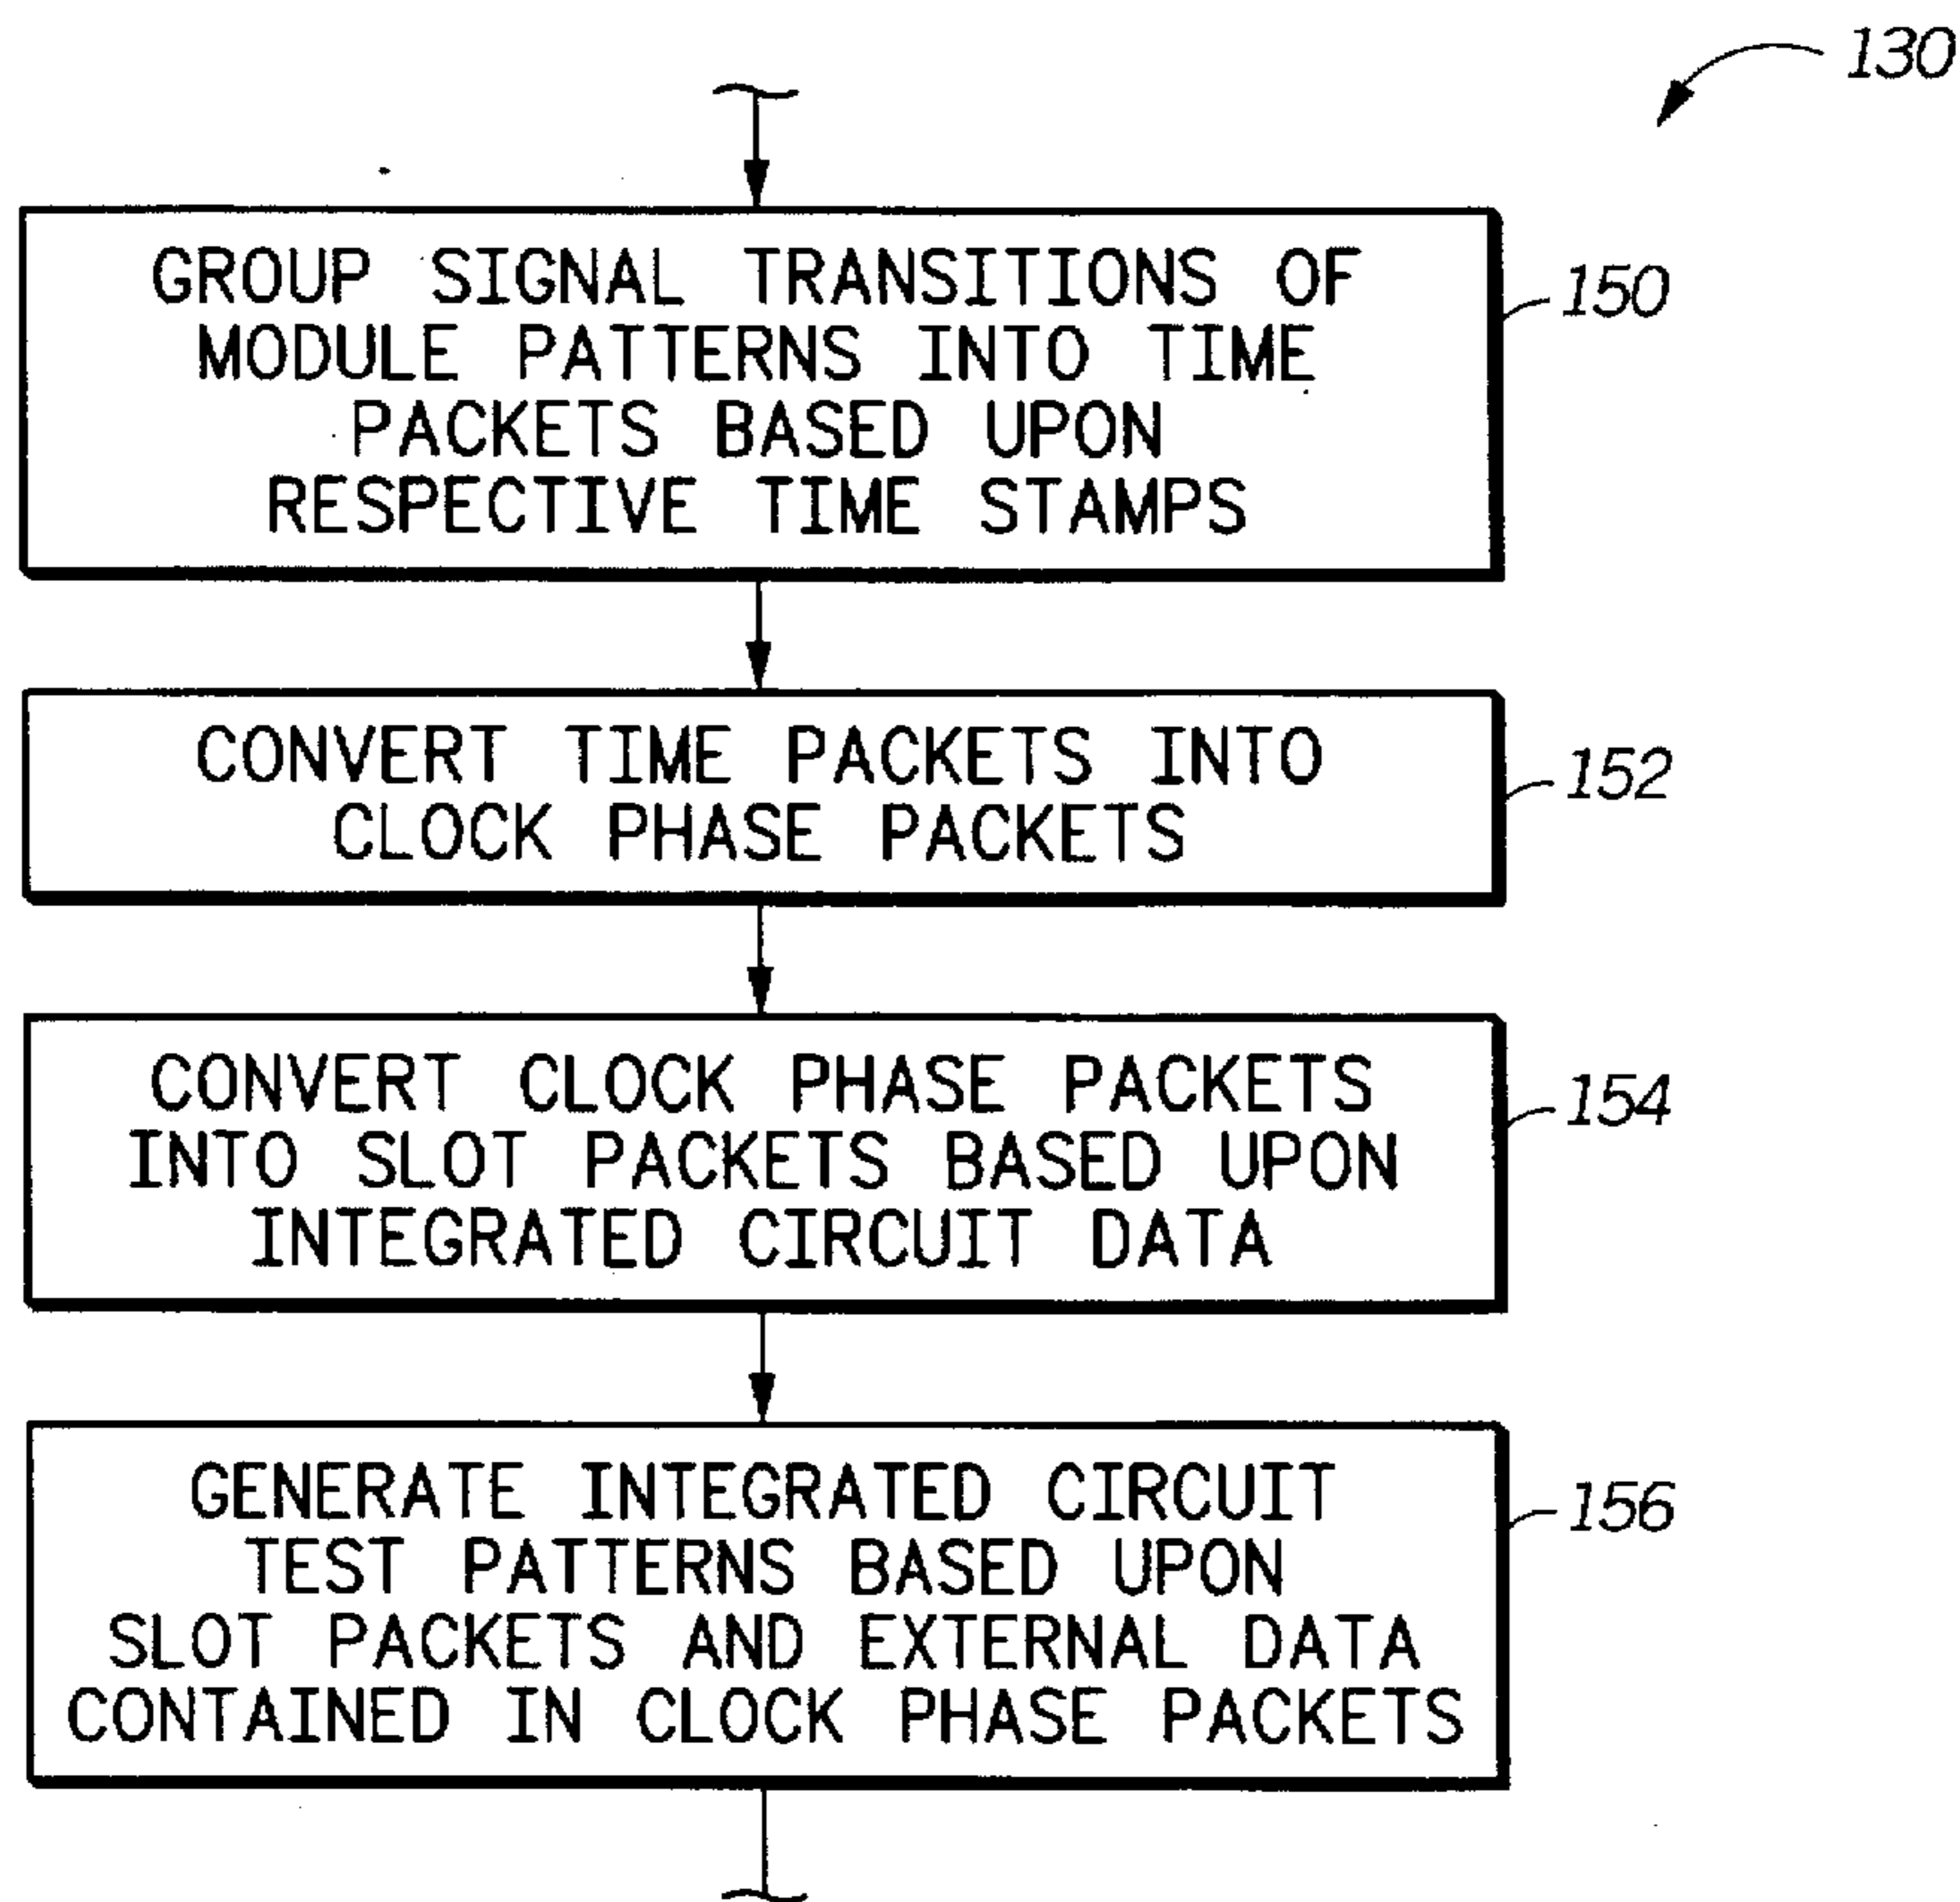 130
GROUP SIGNAL TRANSITIONS OF
MODULE PATTERNS INTO TIME
PACKETS BASED UPON
RESPECTIVE TIME STAMPS
150
CONVERT TIME PACKETS INTO
CLOCK PHASE PACKETS
152
CONVERT CLOCK PHASE PACKETS
INTO SLOT PACKETS BASED UPON
INTEGRATED CIRCUIT DATA
154
GENERATE INTEGRATED CIRCUIT
TEST PATTERNS BASED UPON
SLOT PACKETS AND EXTERNAL DATA
CONTAINED IN CLOCK PHASE PACKETS
156